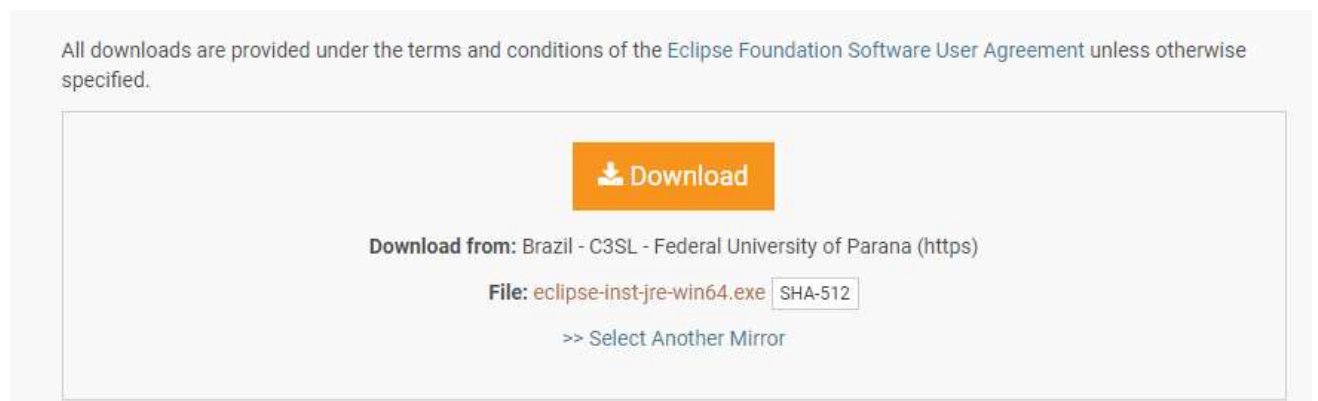 All downloads are provided under the terms and conditions of the Eclipse Foundation Software User Agreement unless otherwise
specified.
Download
Download from: Brazil - C3SL - Federal University of Parana (https)
File: eclipse-inst-jre-win64.exe SHA-512
>> Select Another Mirror